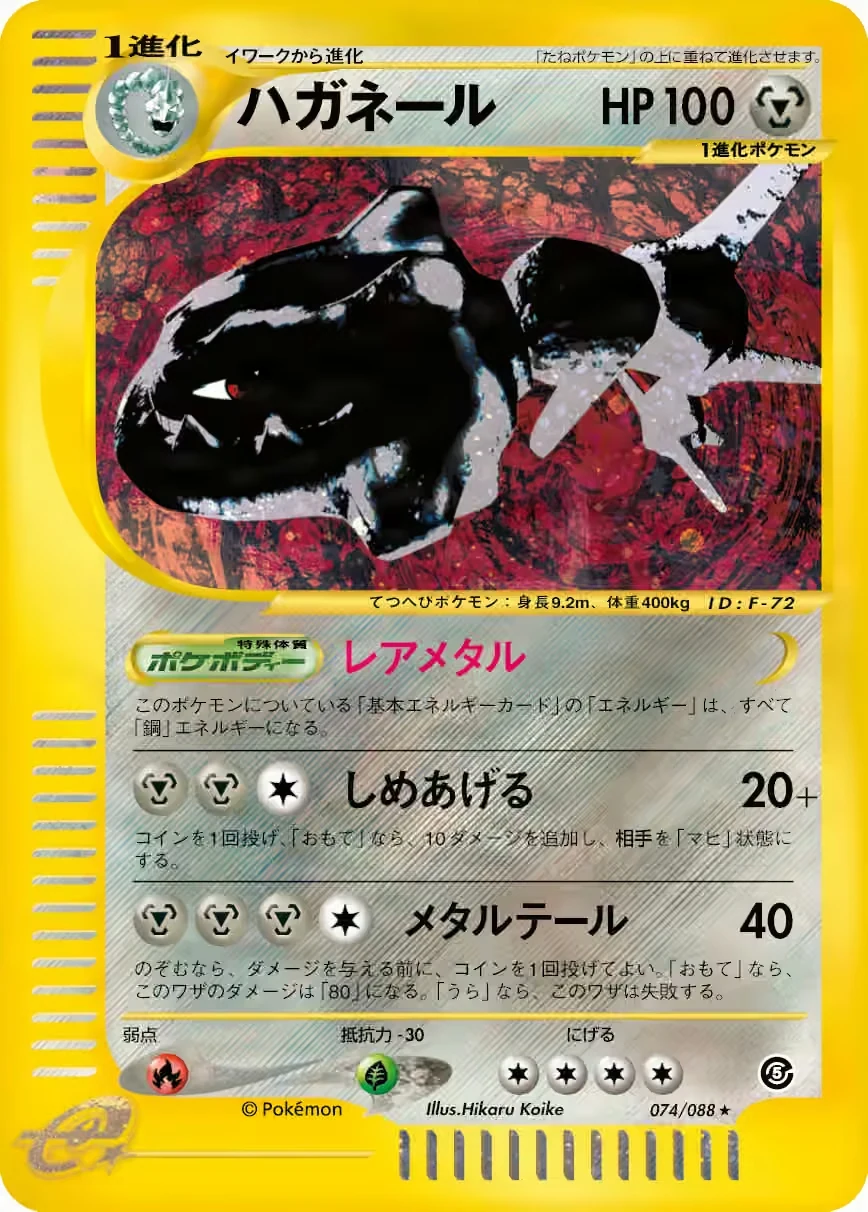 1進化
イワークから進化
「たねポケモン」の上に重ねて進化させます。
ハガネール
HP 100
1進化ポケモン
てつへびポケモン：身長9.2m、体重400kg ID：F-72
特殊体質
ポケボディー
レアメタル
このポケモンについている「基本エネルギーカード」の「エネルギー」は、すべて
「鋼」エネルギーになる。
しめあげる
20+
コインを1回投げ、「おもて」なら、10ダメージを追加し、相手を「マヒ」状態に
する。
メタルテール
40
のぞむなら、ダメージを与える前に、コインを1回投げてよい。「おもて」なら、
このワザのダメージは「80」になる。「うら」なら、このワザは失敗する。
弱点
抵抗力 -30
にげる
5
© Pokémon
Illus.Hikaru Koike
074/088 ★
e